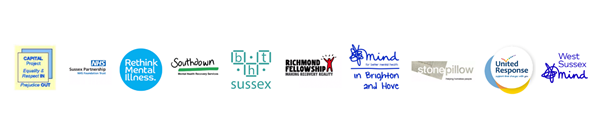 CAPITAL
Project
Equality &
Respect IN
Prejudice OUT
NHS
Sussex Partnership
NHS Foundation Trust
Rethink
Mental
Illness.
Southdown
Mental Health Recovery Services
b t
h
sussex
RICHMOND
FELLOWSHIP
MAKING RECOVERY REALITY
mind
for better mental health
in Brighton
and Hove
stonepillow
United
Response
West
Sussex
mind